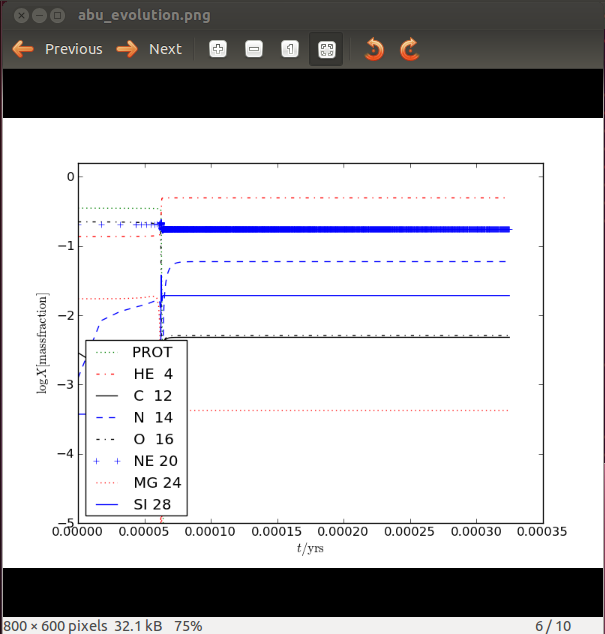 abu_evolution.png
Previous Next
0
−1
−2
−3
−4
−5
log X[massfraction]
PROT
HE 4
C 12
N 14
O 16
NE 20
MG 24
SI 28
0.00000 0.00005 0.00010 0.00015 0.00020 0.00025 0.00030 0.00035
t/yrs
800 × 600 pixels 32.1 kB 75% 6 / 10